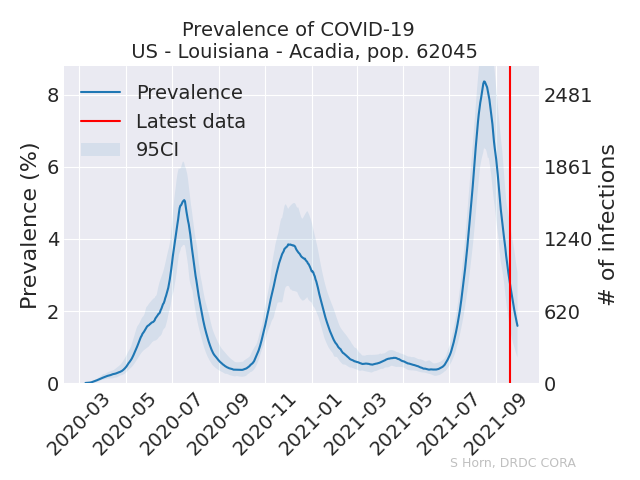 Prevalence of COVID-19
US - Louisiana - Acadia, pop. 62045
Prevalence
Latest data
95CI
Prevalence (%)
8
6
4
2
0
2481
1861
1240
620
0
# of infections
2020-03
2020-05
2020-07
2020-09
2020-11
2021-01
2021-03
2021-05
2021-07
2021-09
S Horn, DRDC CORA